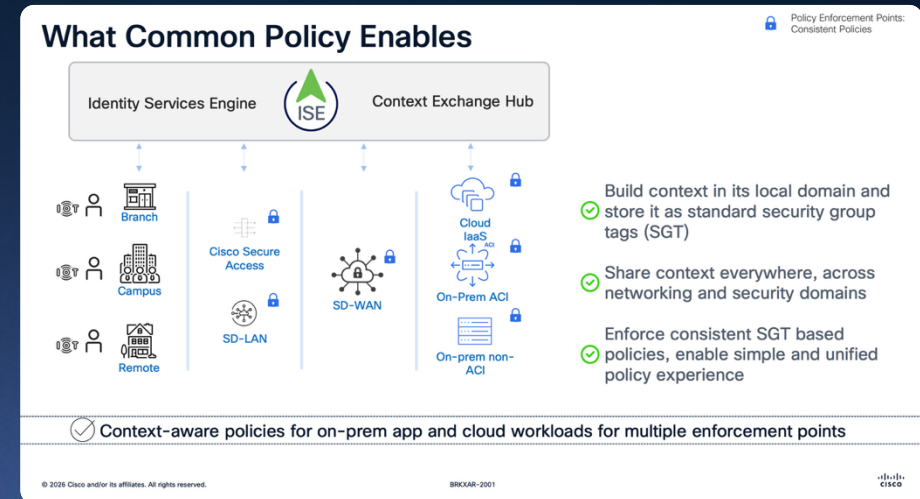 What Common Policy Enables
Policy Enforcement Points:
Consistent Policies
Identity Services Engine
ISE
Context Exchange Hub
IOT
Branch
IOT
Campus
IOT
Remote
Cisco Secure
Access
SD-LAN
SD-WAN
Cloud
IaaS
ACI
On-Prem ACI
On-prem non-
ACI
Build context in its local domain and
store it as standard security group
tags (SGT)
Share context everywhere, across
networking and security domains
Enforce consistent SGT based
policies, enable simple and unified
policy experience
Context-aware policies for on-prem app and cloud workloads for multiple enforcement points
© 2026 Cisco and/or its affiliates. All rights reserved.
BRKXAR-2001
CISCO